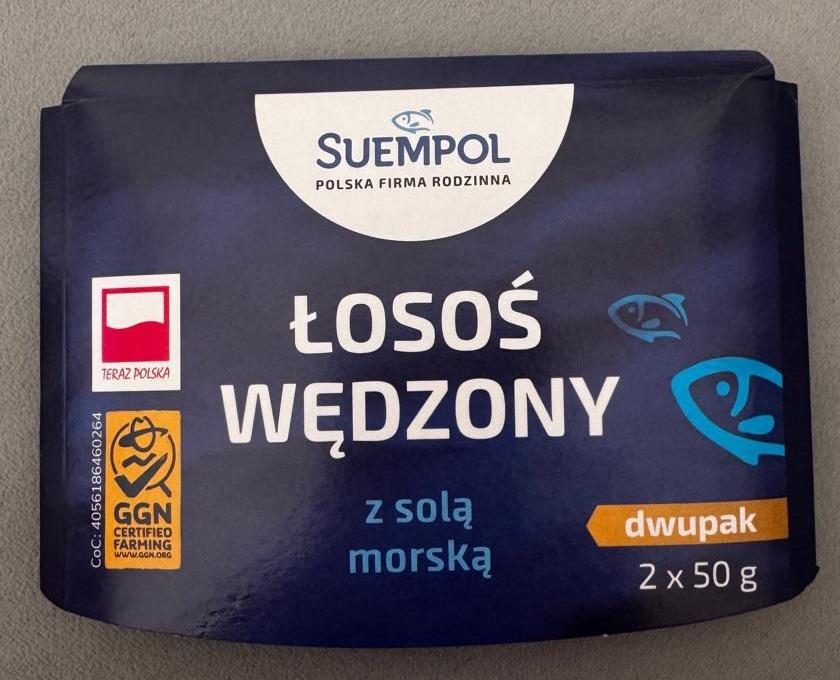 SUEMPOL
POLSKA FIRMA RODZINNA
ŁOSOŚ
WĘDZONY
z solą
morską
TERAZ POLSKA
CoC: 4056186460264
GGN
CERTIFIED
FARMING
WWW.GGN.ORG
dwupak
2 x 50 g